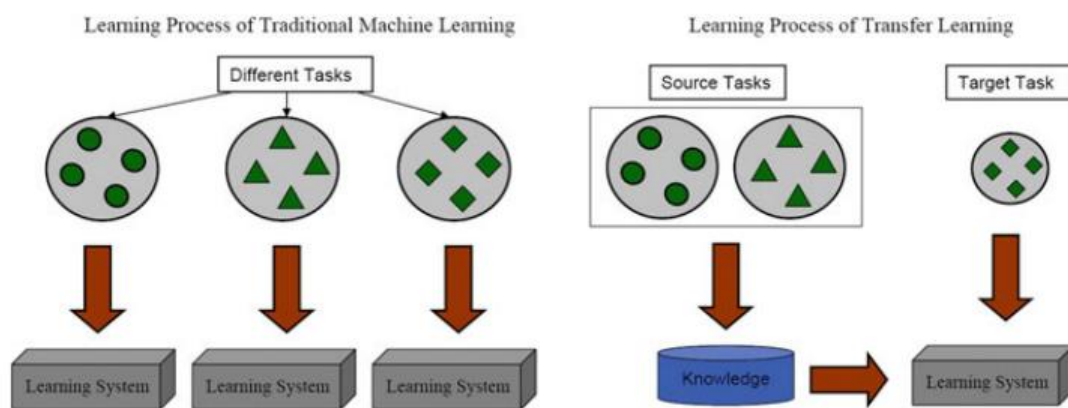 Learning Process of Traditional Machine Learning
Different Tasks
Learning System
Learning System
Learning System
Learning Process of Transfer Learning
Source Tasks
Target Task
Knowledge
Learning System